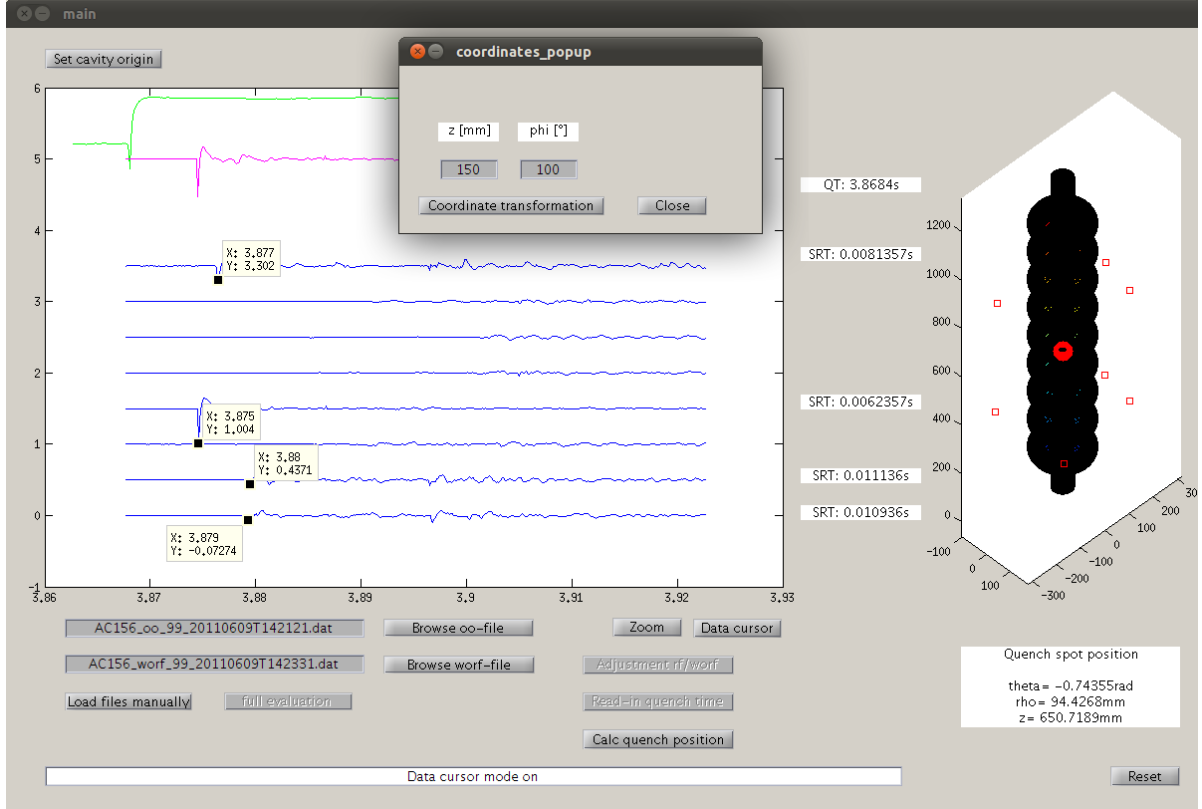 main
coordinates_popup
Set cavity origin
z [mm]
phi [°]
150
100
Coordinate transformation
Close
6
5
4
3
2
1
0
-1
3.86
3.87
3.88
3.89
3.9
3.91
3.92
3.93
X: 3.877
Y: 3.302
X: 3.875
Y: 1.004
X: 3.88
Y: 0.4371
X: 3.879
Y: -0.07274
QT: 3.8684s
SRT: 0.0081357s
SRT: 0.0062357s
SRT: 0.011136s
SRT: 0.010936s
1200
1000
800
600
400
200
0
-100
0
100
-300
-200
-100
0
100
200
30
AC156_oo_99_20110609T142121.dat
Browse oo-file
Zoom
Data cursor
AC156_worf_99_20110609T142331.dat
Browse worf-file
Adjustment rf/worf
Load files manually
full evaluation
Read-in quench time
Calc quench position
Quench spot position
theta= -0.74355rad
rho= 94.4268mm
z= 650.7189mm
Data cursor mode on
Reset